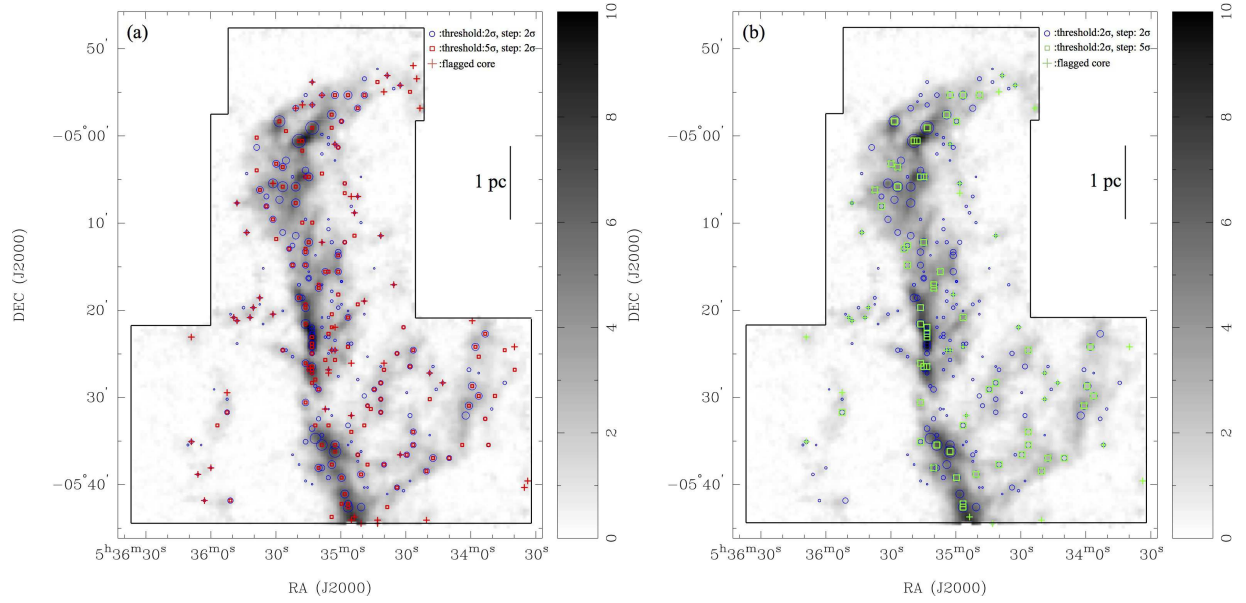 (a)
:threshold:2σ, step: 2σ
:threshold:5σ, step: 2σ
:flagged core
1 pc
50'
−05° 00'
10'
20'
30'
−05° 40'
DEC (J2000)
5h36m30s
36m0s
30s
35m0s
30s
34m0s
30s
RA (J2000)
10
8
6
4
2
0
(b)
:threshold:2σ, step: 2σ
:threshold:2σ, step: 5σ
:flagged core
1 pc
50'
−05° 00'
10'
20'
30'
−05° 40'
DEC (J2000)
5h36m30s
36m0s
30s
35m0s
30s
34m0s
30s
RA (J2000)
10
8
6
4
2
0